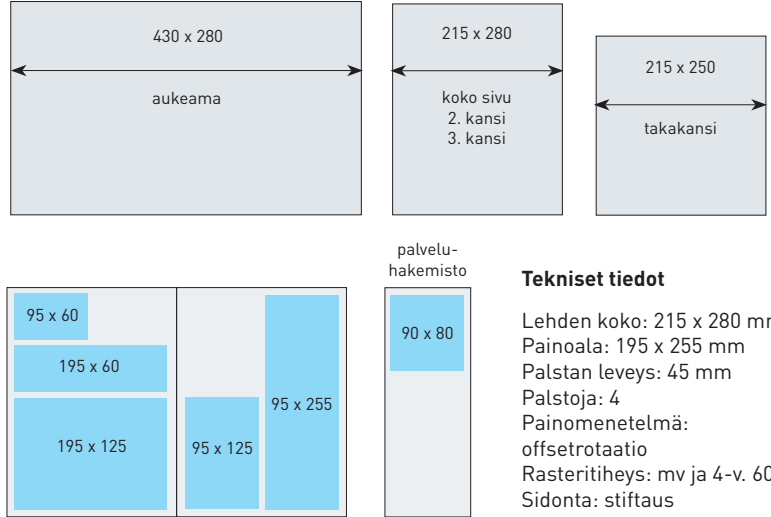 430 x 280
aukeama
215 x 280
koko sivu
2. kansi
3. kansi
215 x 250
takakansi
95 x 60
195 x 60
195 x 125
95 x 125
95 x 255
palvelu-
hakemisto
90 x 80
Tekniset tiedot
Lehden koko: 215 x 280 m
Painoala: 195 x 255 mm
Palstan leveys: 45 mm
Palstoja: 4
Painomenetelmä:
offsetrotaatio
Rasteritiheys: mv ja 4-v. 60
Sidonta: stiftaus